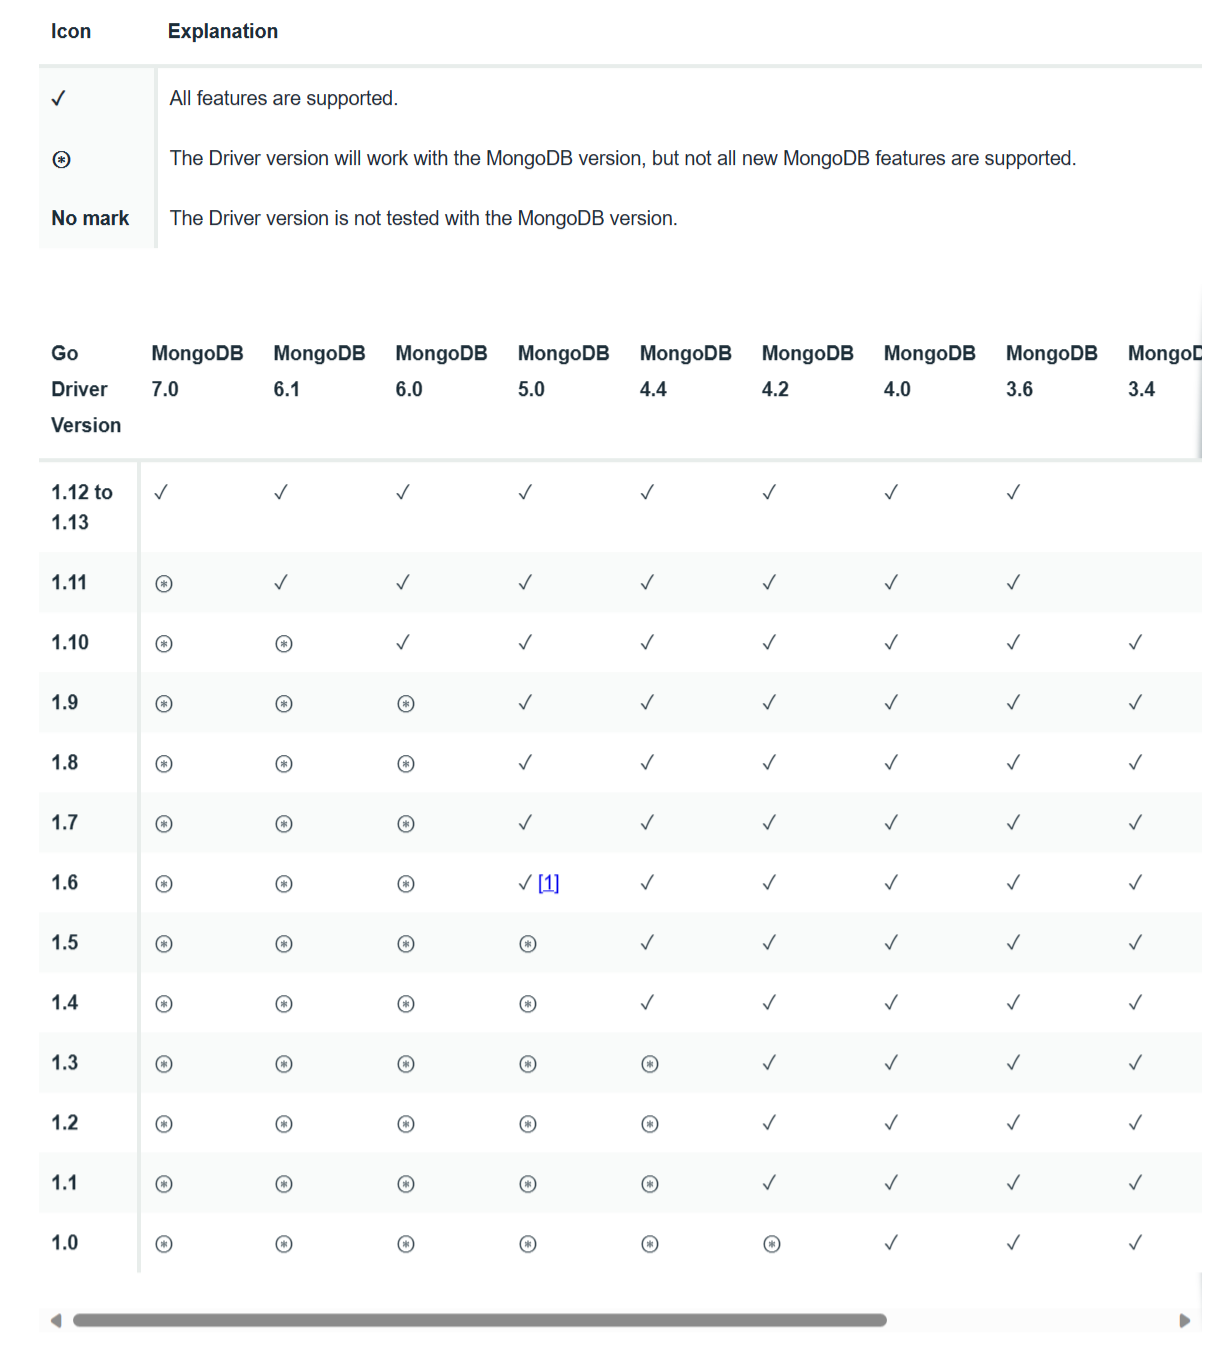 Icon Explanation
✓ All features are supported.
⊛ The Driver version will work with the MongoDB version, but not all new MongoDB features are supported.
No mark The Driver version is not tested with the MongoDB version.
Go MongoDB MongoDB MongoDB MongoDB MongoDB MongoDB MongoDB MongoDB MongoD
Driver 7.0 6.1 6.0 5.0 4.4 4.2 4.0 3.6 3.4
Version
1.12 to ✓ ✓ ✓ ✓ ✓ ✓ ✓ ✓
1.13
1.11 ⊛ ✓ ✓ ✓ ✓ ✓ ✓ ✓
1.10 ⊛ ⊛ ✓ ✓ ✓ ✓ ✓ ✓ ✓
1.9 ⊛ ⊛ ⊛ ✓ ✓ ✓ ✓ ✓ ✓
1.8 ⊛ ⊛ ⊛ ✓ ✓ ✓ ✓ ✓ ✓
1.7 ⊛ ⊛ ⊛ ✓ ✓ ✓ ✓ ✓ ✓
1.6 ⊛ ⊛ ⊛ ✓ [1] ✓ ✓ ✓ ✓ ✓
1.5 ⊛ ⊛ ⊛ ⊛ ✓ ✓ ✓ ✓ ✓
1.4 ⊛ ⊛ ⊛ ⊛ ✓ ✓ ✓ ✓ ✓
1.3 ⊛ ⊛ ⊛ ⊛ ⊛ ✓ ✓ ✓ ✓
1.2 ⊛ ⊛ ⊛ ⊛ ⊛ ✓ ✓ ✓ ✓
1.1 ⊛ ⊛ ⊛ ⊛ ⊛ ✓ ✓ ✓ ✓
1.0 ⊛ ⊛ ⊛ ⊛ ⊛ ⊛ ✓ ✓ ✓